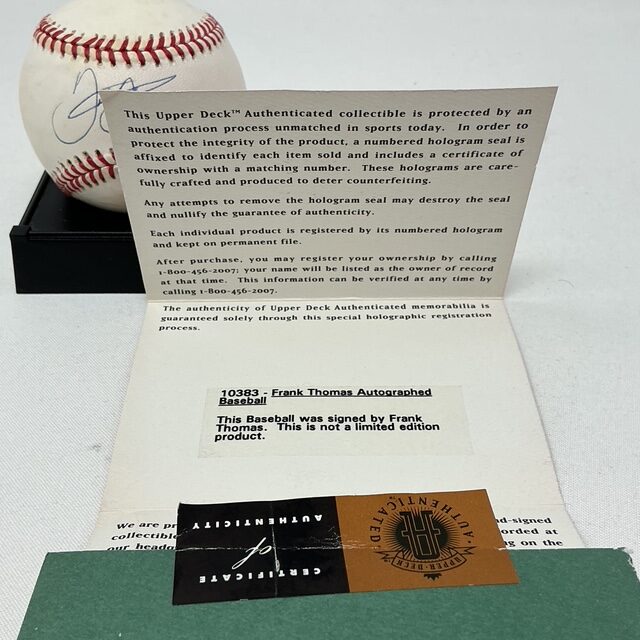 This Upper Deck™ Authenticated collectible is protected by an
authentication process unmatched in sports today. In order to
protect the integrity of the product, a numbered hologram seal is
affixed to identify each item sold and includes a certificate of
ownership with a matching number. These holograms are care-
fully crafted and produced to deter counterfeiting.
Any attempts to remove the hologram seal may destroy the seal
and nullify the guarantee of authenticity.
Each individual product is registered by its numbered hologram
and kept on permanent file.
After purchase, you may register your ownership by calling
1-800-456-2007; your name will be listed as the owner of record
at that time. This information can be verified at any time by
calling 1-800-456-2007.
The authenticity of Upper Deck Authenticated memorabilia is
guaranteed solely through this special holographic registration
process.
10383 - Frank Thomas Autographed
Baseball
This Baseball was signed by Frank
Thomas. This is not a limited edition
product.
We are
collectible
our
on the
CERTIFICATE
of
AUTHENTICITY
UPPER DECK
AUTHENTICATED